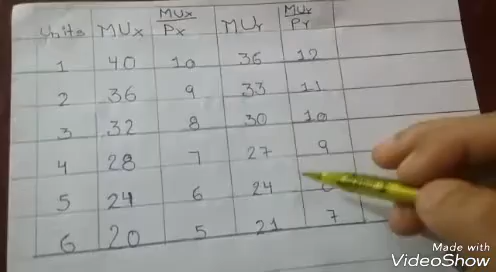 Units MUx MUx/Px MUY MUY/PY
1 40 10 36 12
2 36 9 33 11
3 32 8 30 10
4 28 7 27 9
5 24 6 24
6 20 5 21 7
Made with
VideoShow